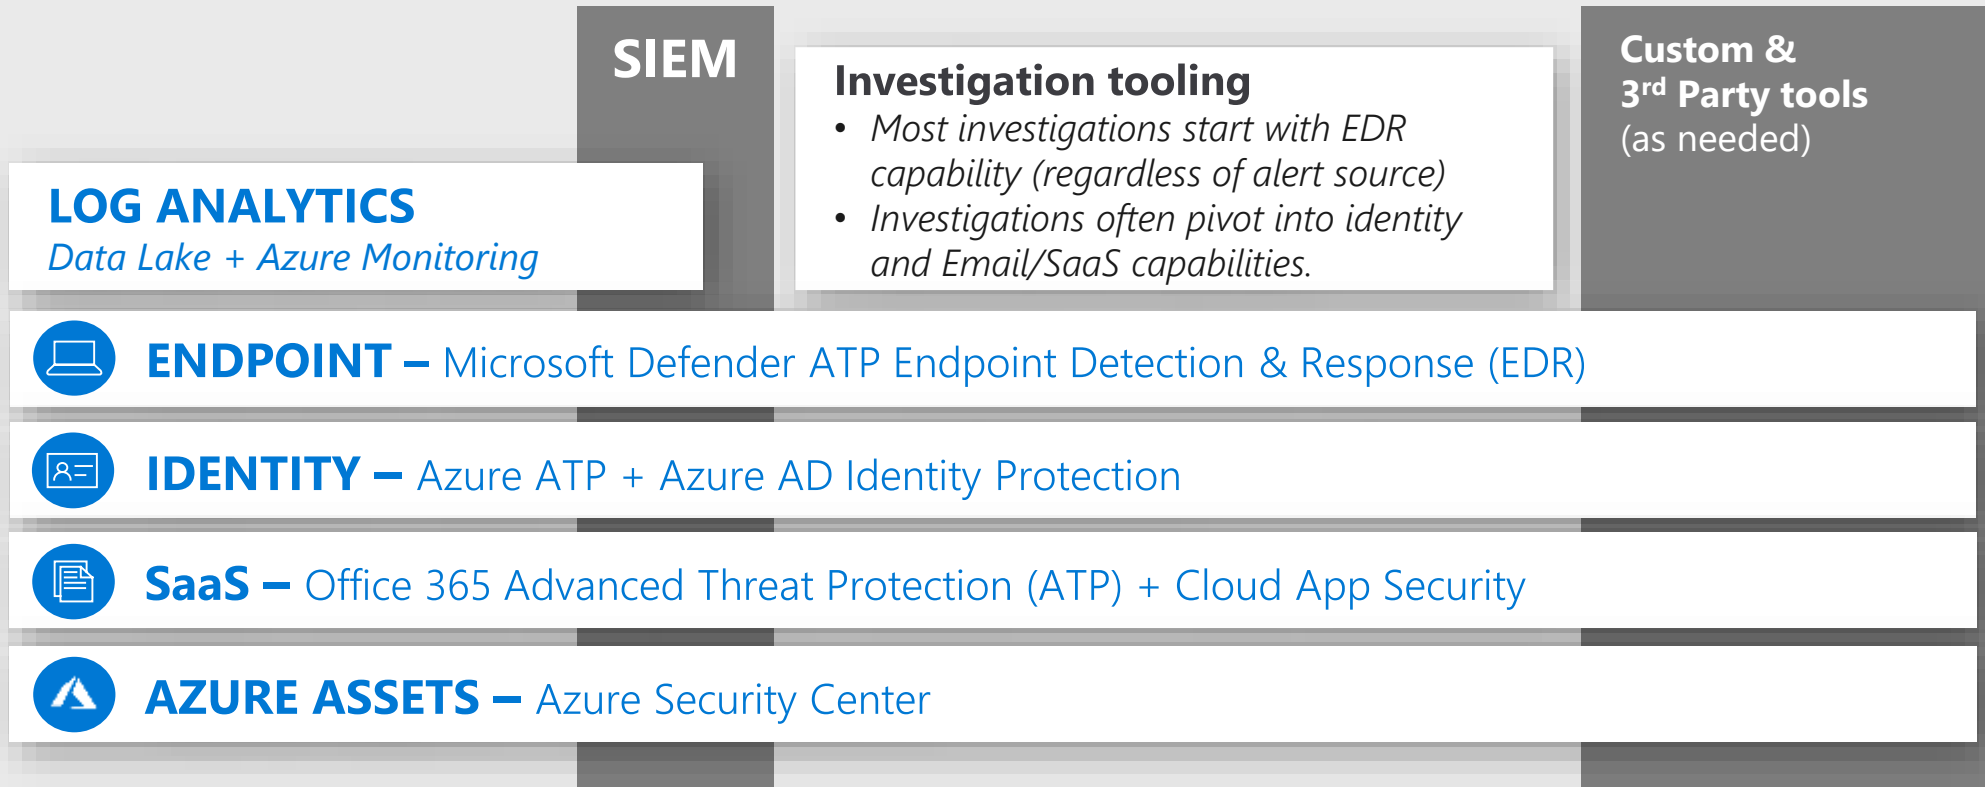 SIEM
Investigation tooling
• Most investigations start with EDR
capability (regardless of alert source)
• Investigations often pivot into identity
and Email/SaaS capabilities.
Custom &
3rd Party tools
(as needed)
LOG ANALYTICS
Data Lake + Azure Monitoring
ENDPOINT – Microsoft Defender ATP Endpoint Detection & Response (EDR)
IDENTITY – Azure ATP + Azure AD Identity Protection
SaaS – Office 365 Advanced Threat Protection (ATP) + Cloud App Security
AZURE ASSETS – Azure Security Center